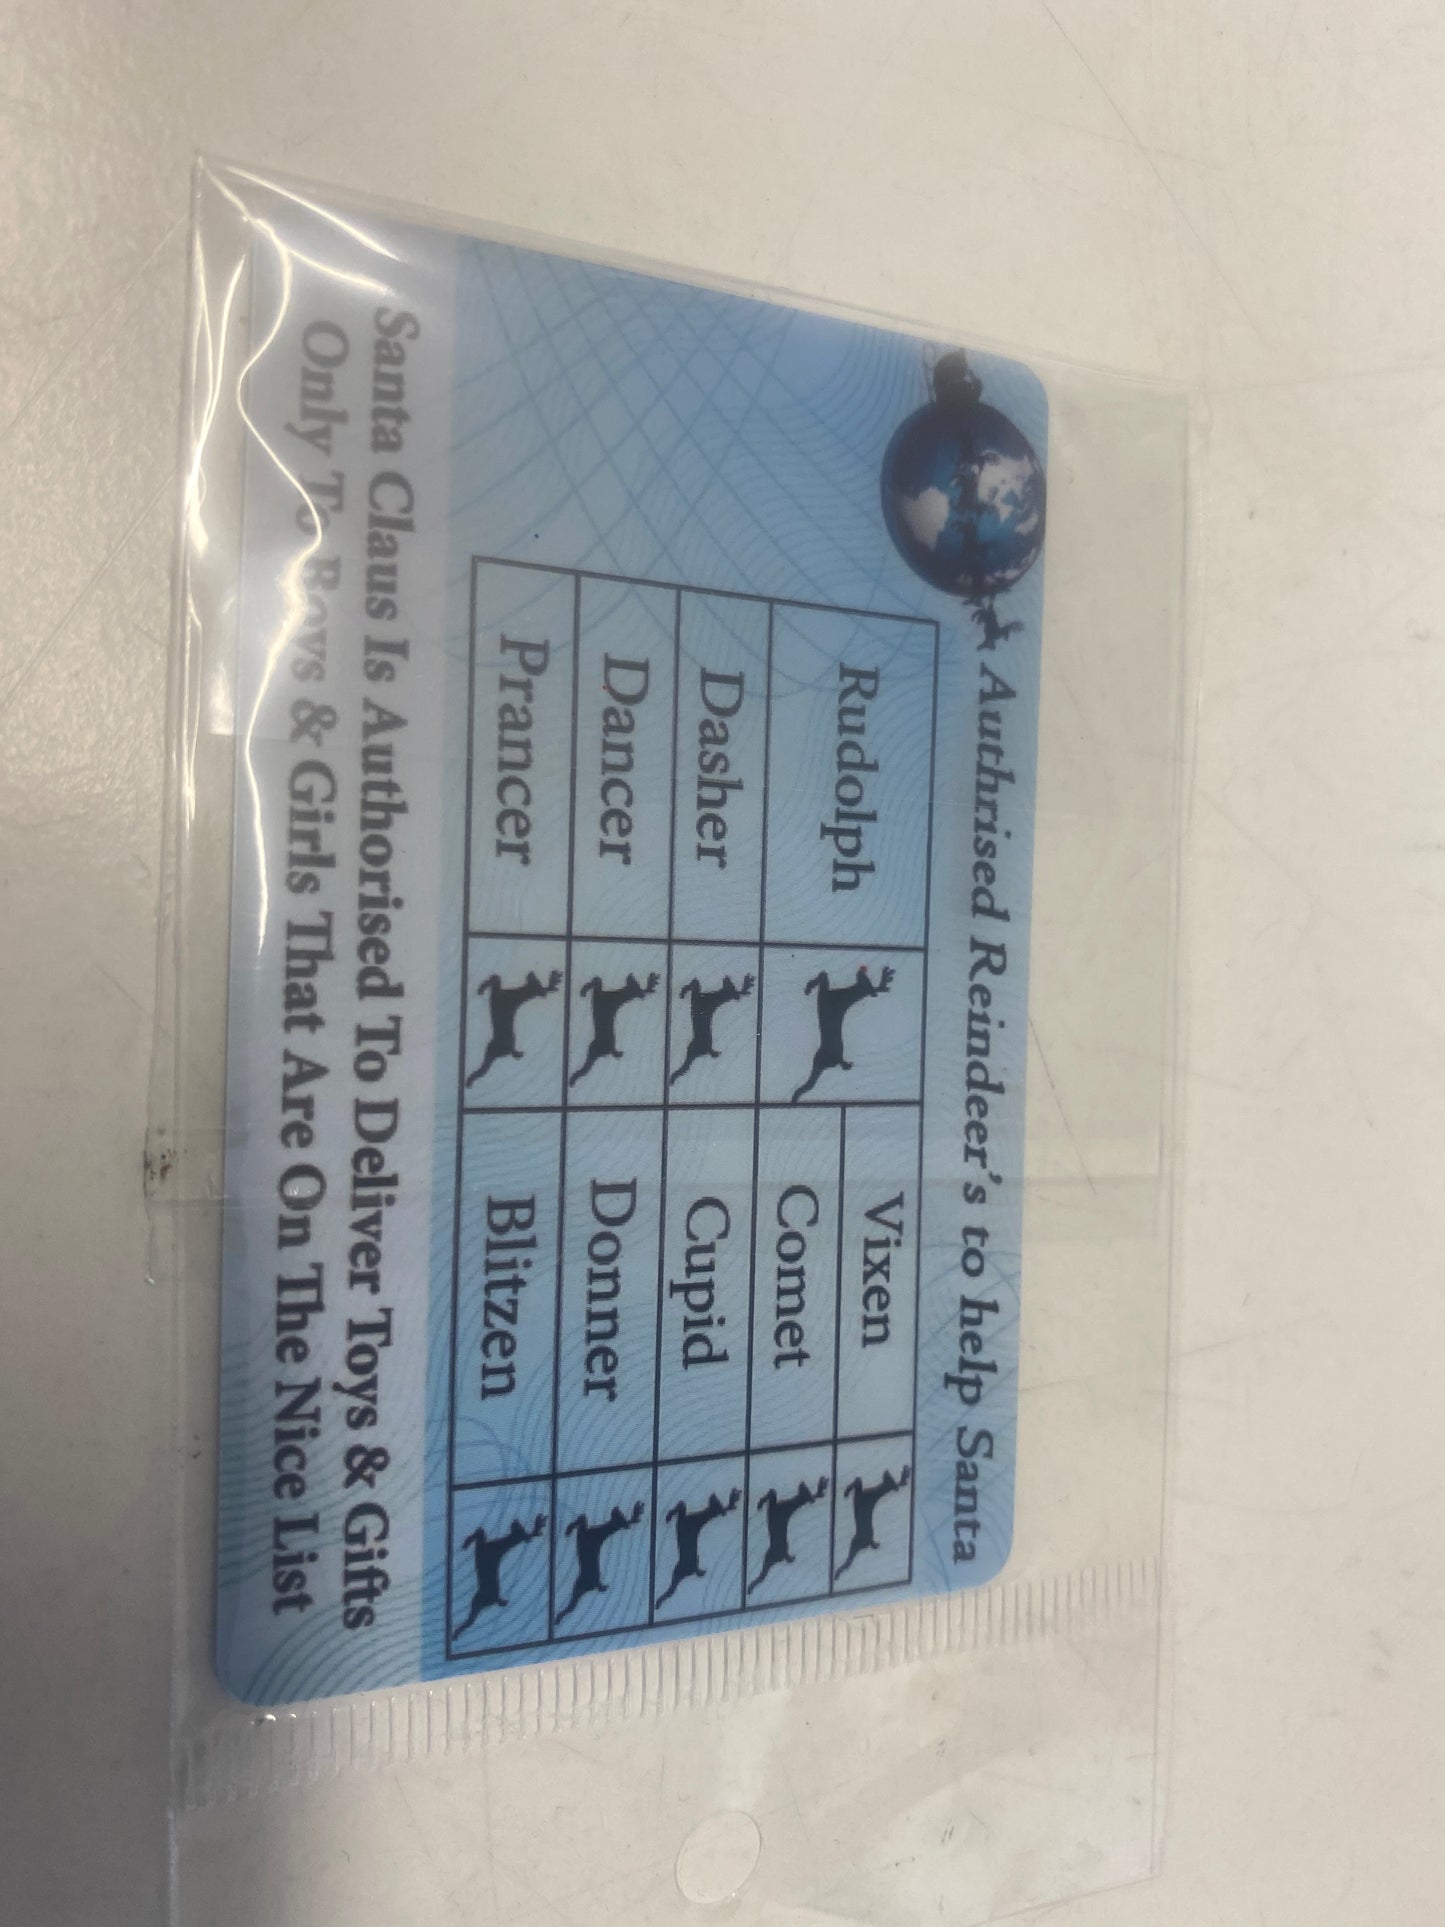 Authrised Reindeer's to help Santa
Rudolph
Vixen
Comet
Dasher
Cupid
Dancer
Donner
Prancer
Blitzen
Santa Claus Is Authorised To Deliver Toys & Gifts
Only To Boys & Girls That Are On The Nice List